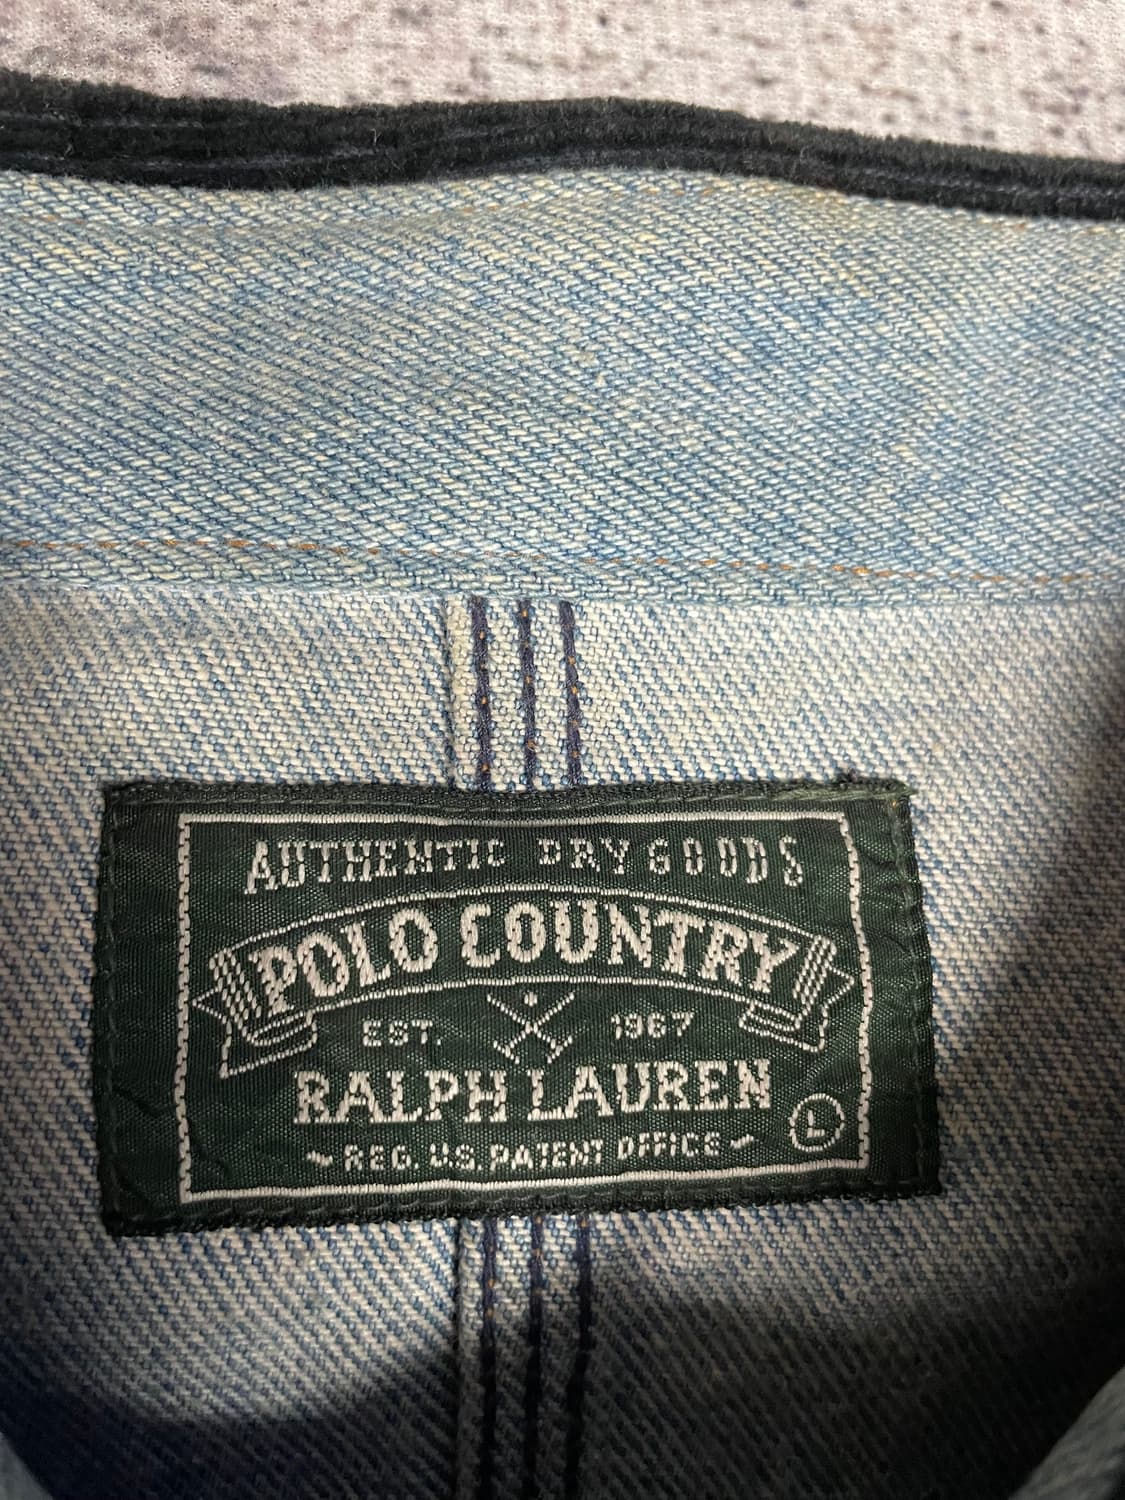 AUTHENTIC DRY GOODS
POLO COUNTRY
EST. 1967
RALPH LAUREN
L
- REG. U.S. PATENT OFFICE -